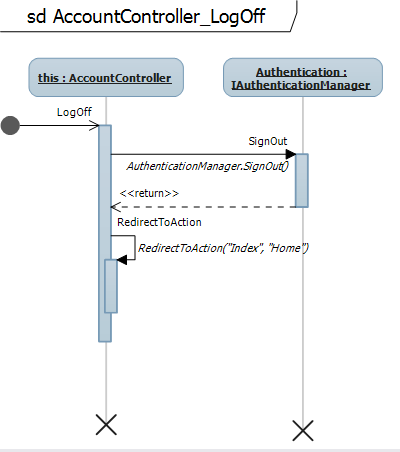 sd AccountController_LogOff
this : AccountController
Authentication :
IAuthenticationManager
LogOff
SignOut
AuthenticationManager.SignOut()
<<return>>
RedirectToAction
RedirectToAction("Index", "Home")